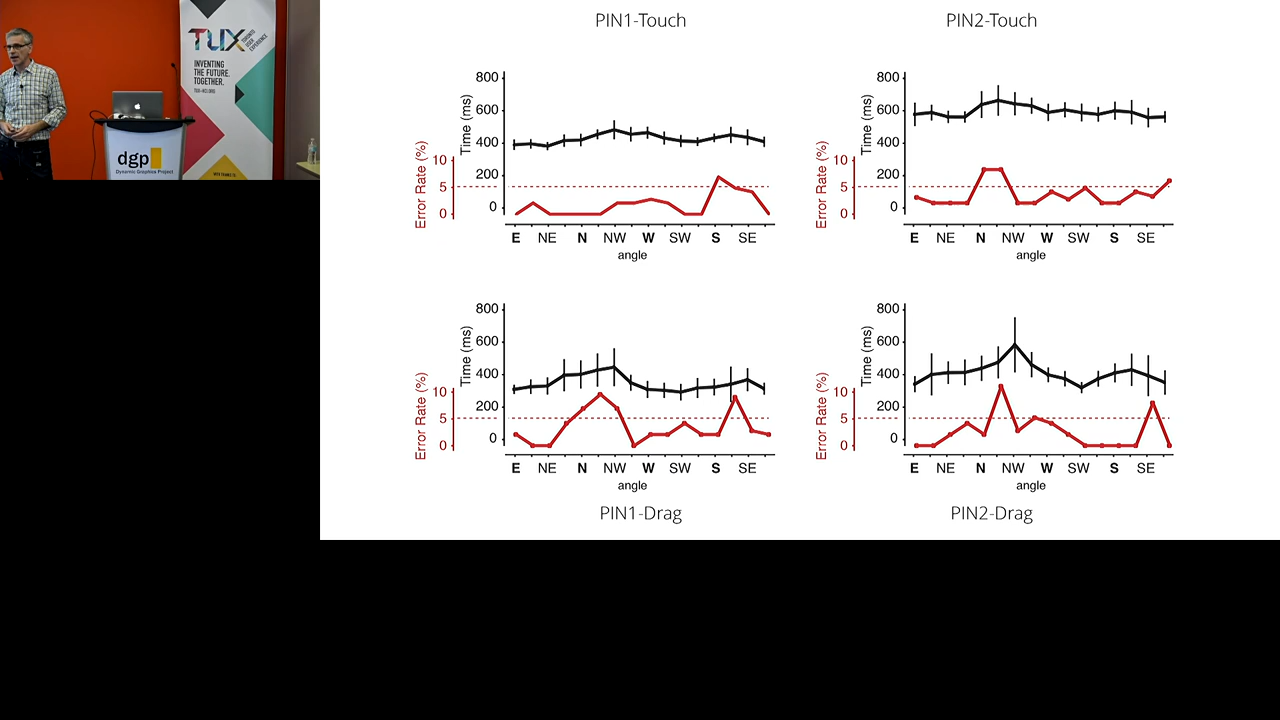 TUX
TORONTO
USER
EXPERIENCE
INVENTING
THE FUTURE.
TOGETHER.
dgp
Dynamic Graphics Project
PIN1-Touch
800
600
400
200
0
Time (ms)
10
5
0
Error Rate (%)
E NE N NW W SW S SE
angle
PIN2-Touch
800
600
400
200
0
Time (ms)
10
5
0
Error Rate (%)
E NE N NW W SW S SE
angle
800
600
400
200
0
Time (ms)
10
5
0
Error Rate (%)
E NE N NW W SW S SE
angle
PIN1-Drag
800
600
400
200
0
Time (ms)
10
5
0
Error Rate (%)
E NE N NW W SW S SE
angle
PIN2-Drag